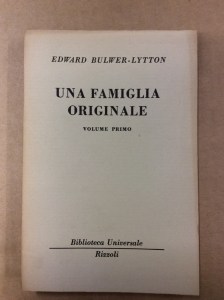 EDWARD BULWER-LYTTON
UNA FAMIGLIA
ORIGINALE
VOLUME PRIMO
Biblioteca Universale
Rizzoli